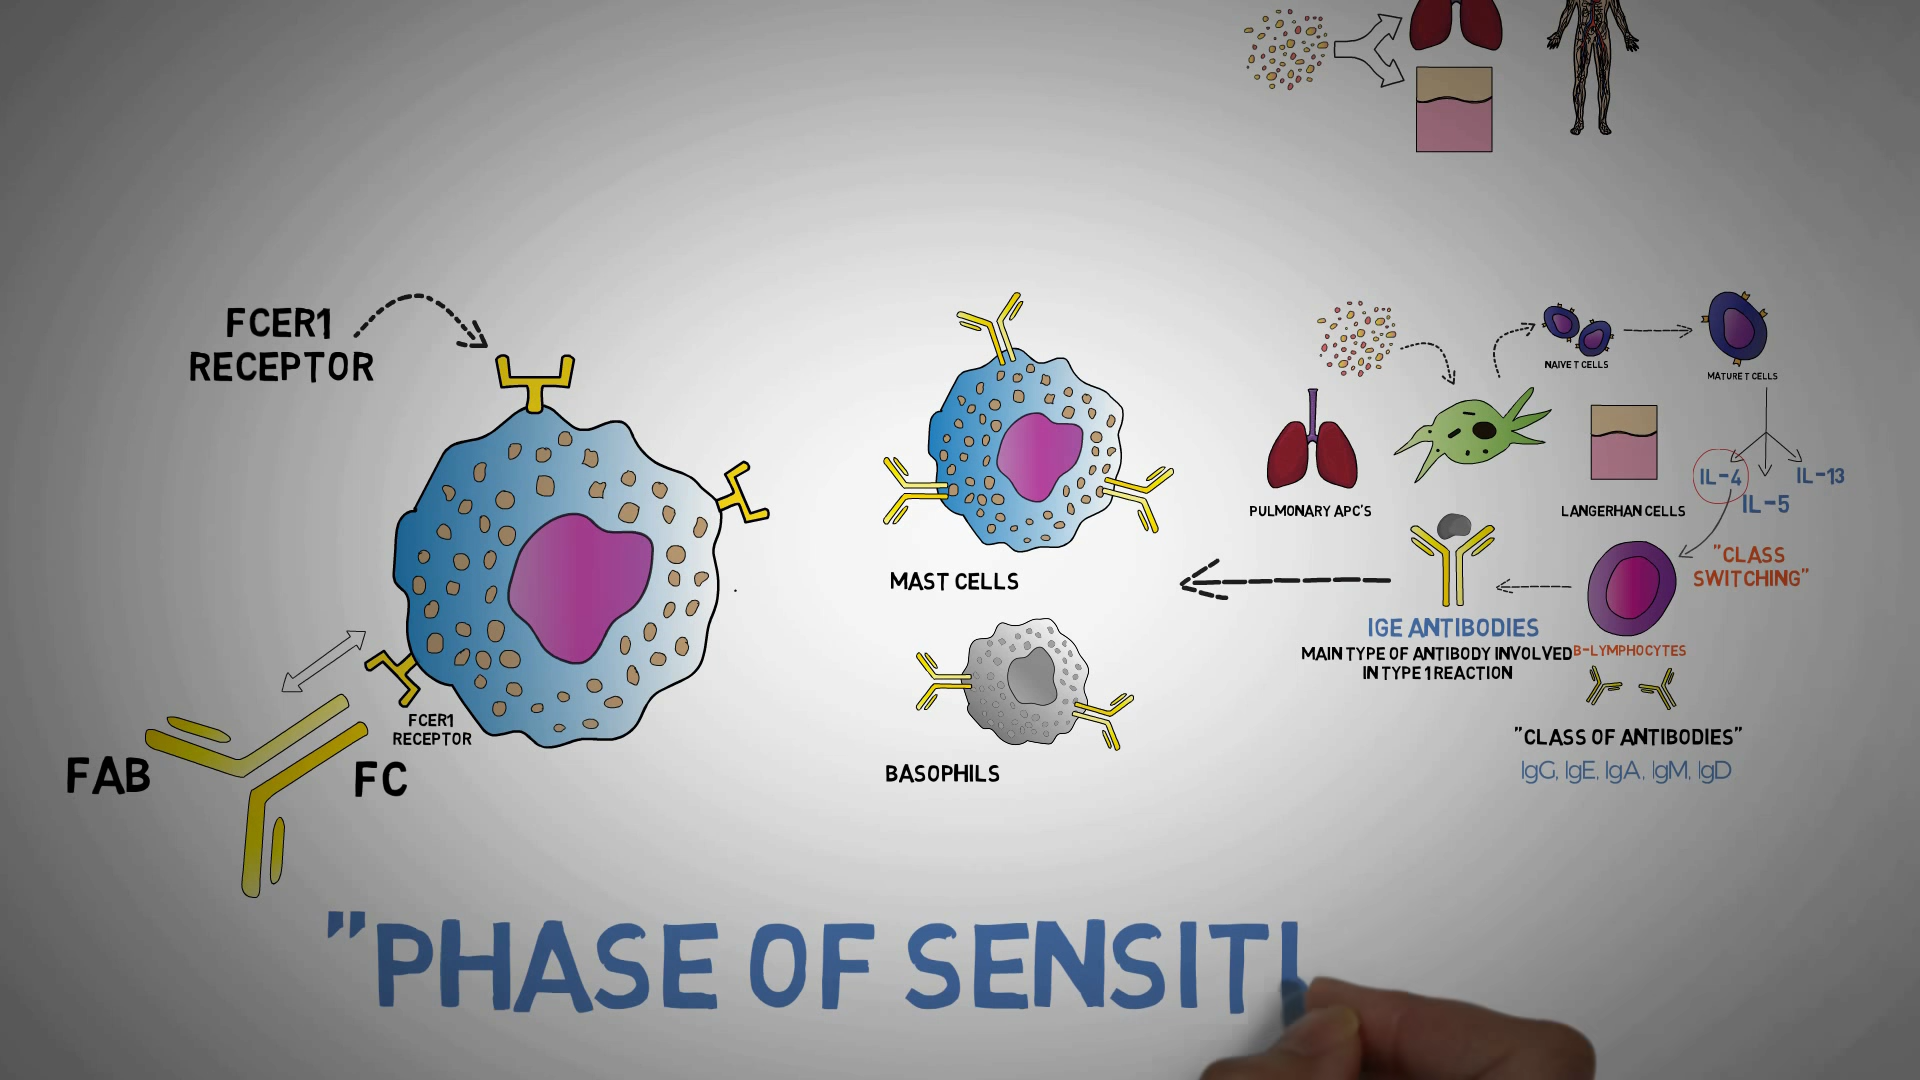 FCER1
RECEPTOR
FCER1
RECEPTOR
FAB
FC
MAST CELLS
BASOPHILS
NAIVE T CELLS
MATURE T CELLS
PULMONARY APC'S
LANGERHAN CELLS
IL-4
IL-5
IL-13
"CLASS
SWITCHING"
IGE ANTIBODIES
MAIN TYPE OF ANTIBODY INVOLVED
IN TYPE 1 REACTION
B-LYMPHOCYTES
"CLASS OF ANTIBODIES"
IgG, IgE, IgA, IgM, IgD
"PHASE OF SENSITI